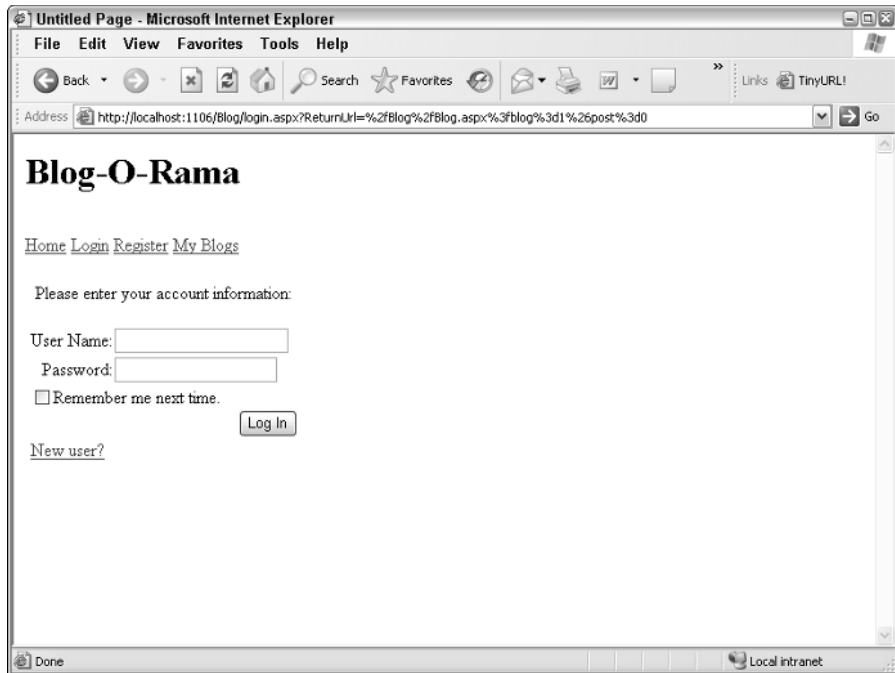 Untitled Page - Microsoft Internet Explorer
File Edit View Favorites Tools Help
Back Search Favorites W » Links TinyURL!
Address http://localhost:1106/Blog/login.aspx?ReturnUrl=%2fBlog%2fBlog.aspx%3fblog%3d1%26post%3d0 Go
Blog-O-Rama
Home Login Register My Blogs
Please enter your account information:
User Name:
Password:
Remember me next time.
Log In
New user?
Done Local intranet